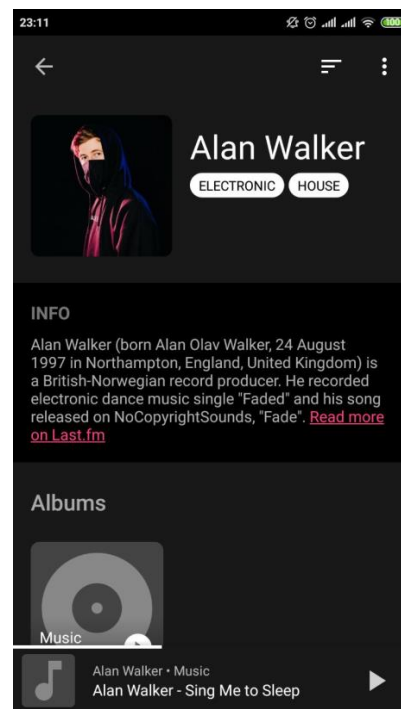 23:11
100
Alan Walker
ELECTRONIC HOUSE
INFO
Alan Walker (born Alan Olav Walker, 24 August
1997 in Northampton, England, United Kingdom) is
a British-Norwegian record producer. He recorded
electronic dance music single "Faded" and his song
released on NoCopyrightSounds, "Fade". Read more
on Last.fm
Albums
Music
Alan Walker • Music
Alan Walker - Sing Me to Sleep